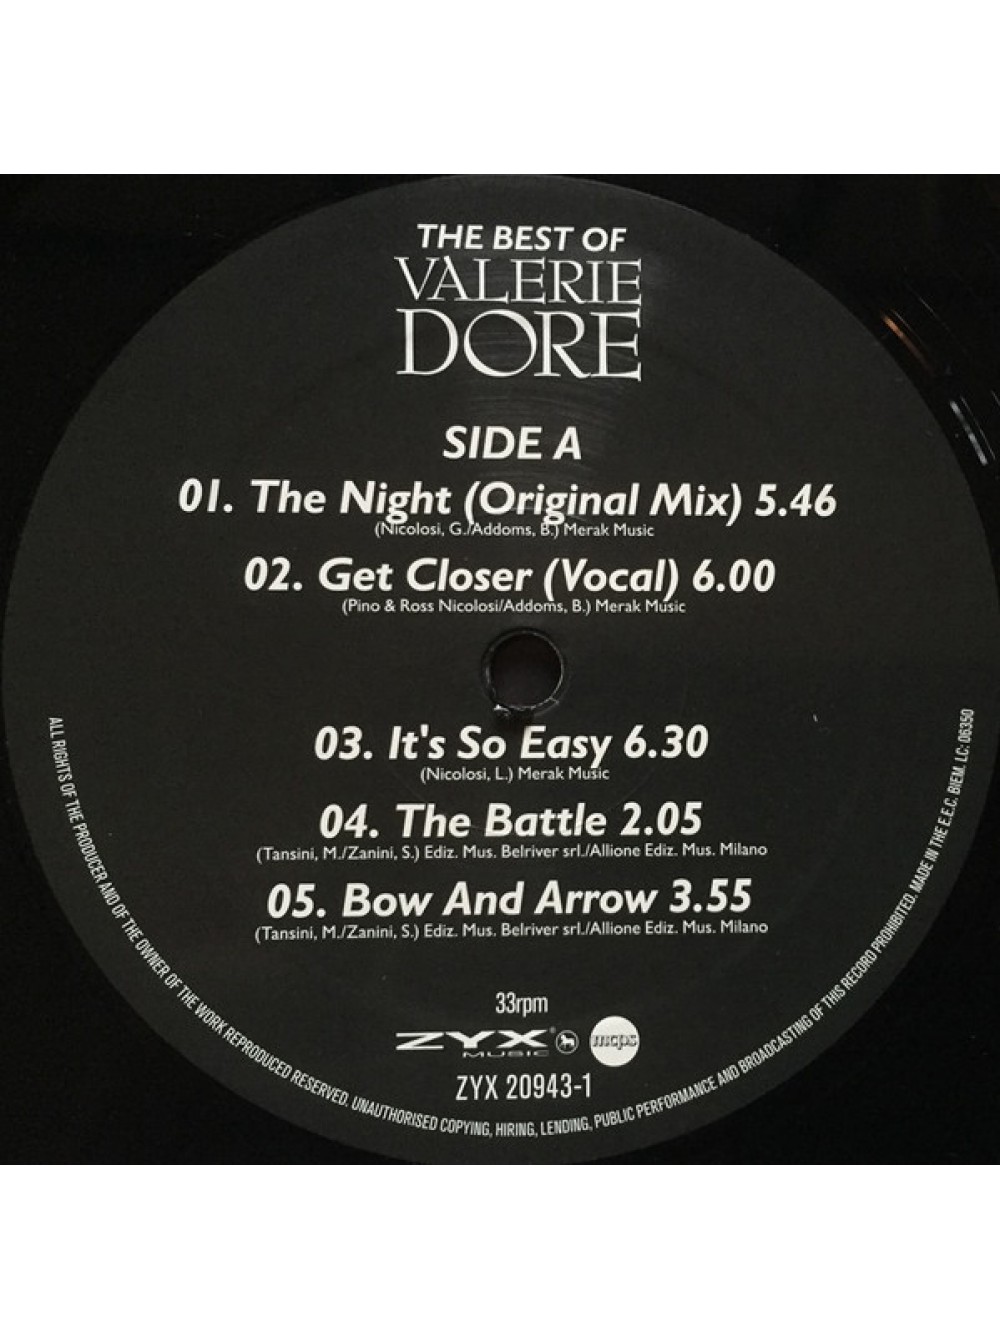 THE BEST OF
VALERIE
DORE
SIDE A
01. The Night (Original Mix) 5.46
(Nicolosi, G./Addoms, B.) Merak Music
02. Get Closer (Vocal) 6.00
(Pino & Ross Nicolosi/Addoms, B.) Merak Music
03. It's So Easy 6.30
(Nicolosi, L.) Merak Music
04. The Battle 2.05
(Tansini, M./Zanini, S.) Ediz. Mus. Belriver srl./Allione Ediz. Mus. Milano
05. Bow And Arrow 3.55
(Tansini, M./Zanini, S.) Ediz. Mus. Belriver srl./Allione Ediz. Mus. Milano
33rpm
ZYX®
MUSIC
mcps
ZYX 20943-1
ALL RIGHTS OF THE PRODUCER AND OF THE OWNER OF THE WORK REPRODUCED RESERVED. UNAUTHORISED COPYING, HIRING, LENDING, PUBLIC PERFORMANCE AND BROADCASTING OF THIS RECORD PROHIBITED. MADE IN THE E.E.C. BIEM. LC: 06350